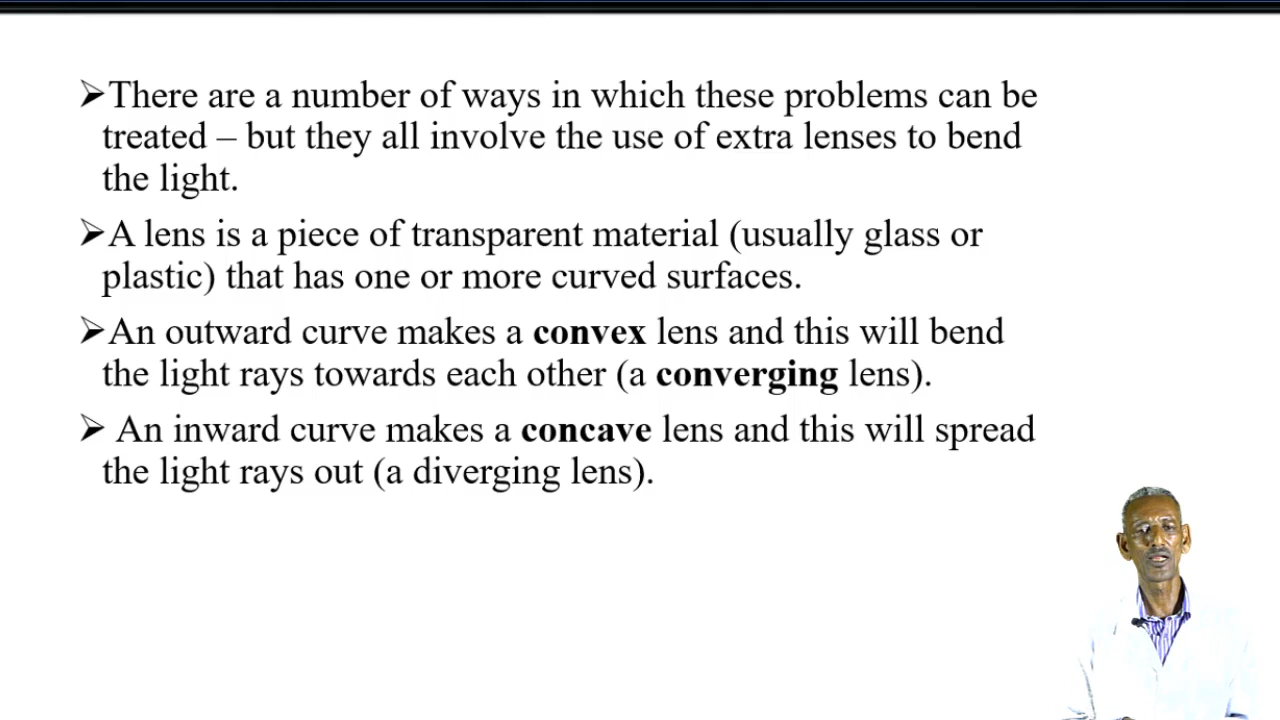 ➢There are a number of ways in which these problems can be
treated – but they all involve the use of extra lenses to bend
the light.
➢A lens is a piece of transparent material (usually glass or
plastic) that has one or more curved surfaces.
➢An outward curve makes a convex lens and this will bend
the light rays towards each other (a converging lens).
➢ An inward curve makes a concave lens and this will spread
the light rays out (a diverging lens).